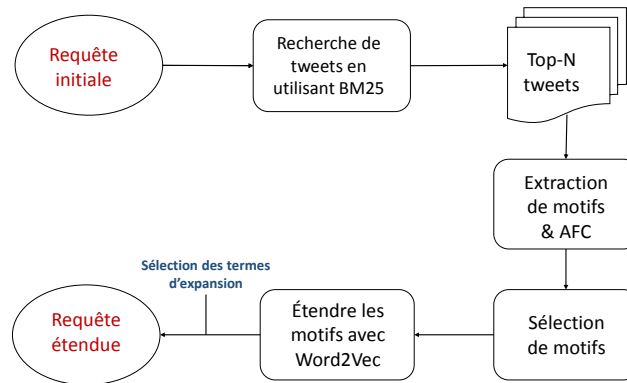 Requête
initiale
Recherche de
tweets en
utilisant BM25
Top-N
tweets
Extraction
de motifs
& AFC
Sélection
de motifs
Étendre les
motifs avec
Word2Vec
Sélection des termes
d'expansion
Requête
étendue